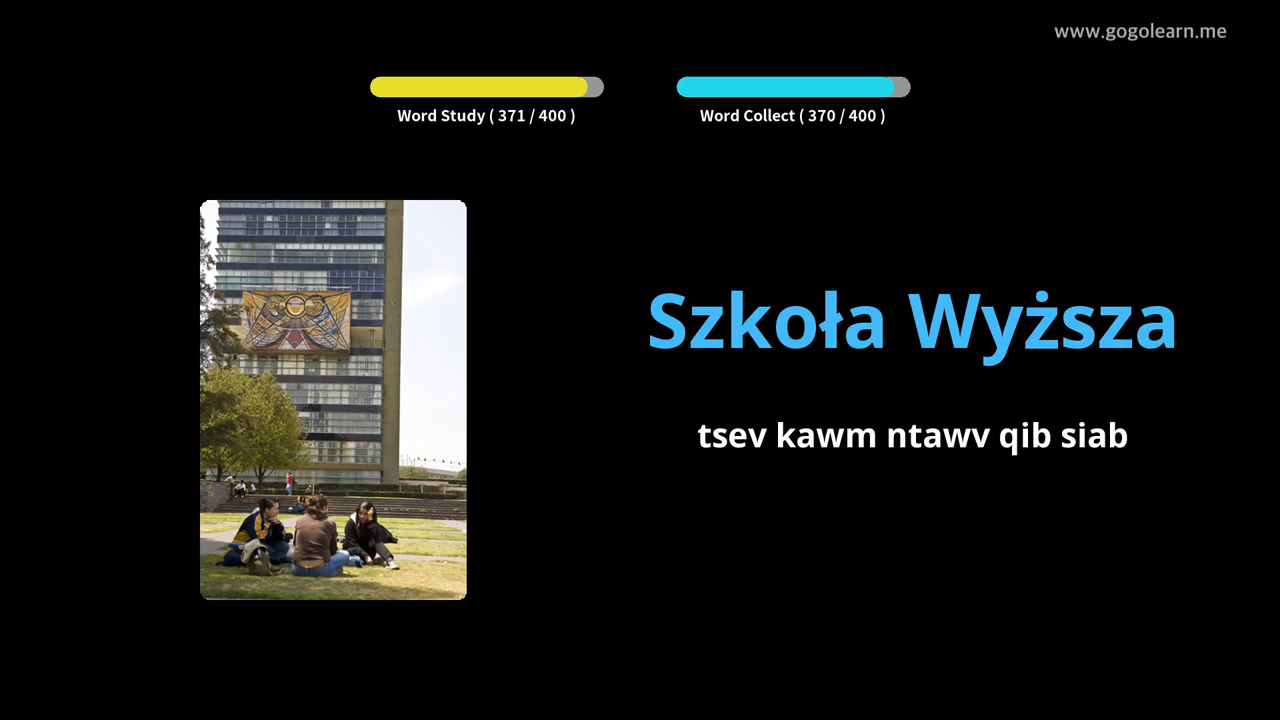 www.gogolearn.me
Word Study ( 371 / 400 )
Word Collect ( 370 / 400 )
Szkoła Wyższa
tsev kawm ntawv qib siab